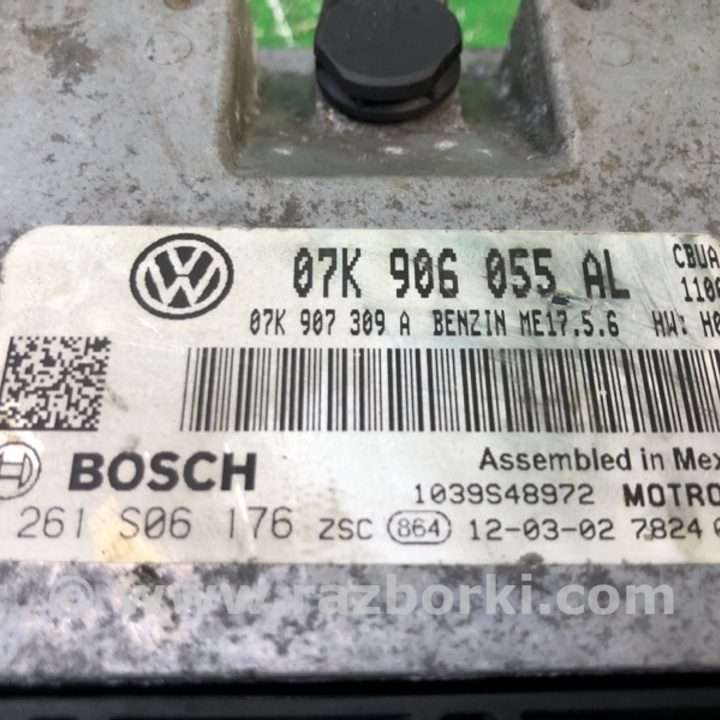 07K 906 055 AL CBUA
07K 907 309 A BENZIN ME17.5.6 HW:
BOSCH Assembled in Mex
1039S48972 MOTRO
261 S06 176 ZSC 864 12-03-02 7824
© www.razborki.com